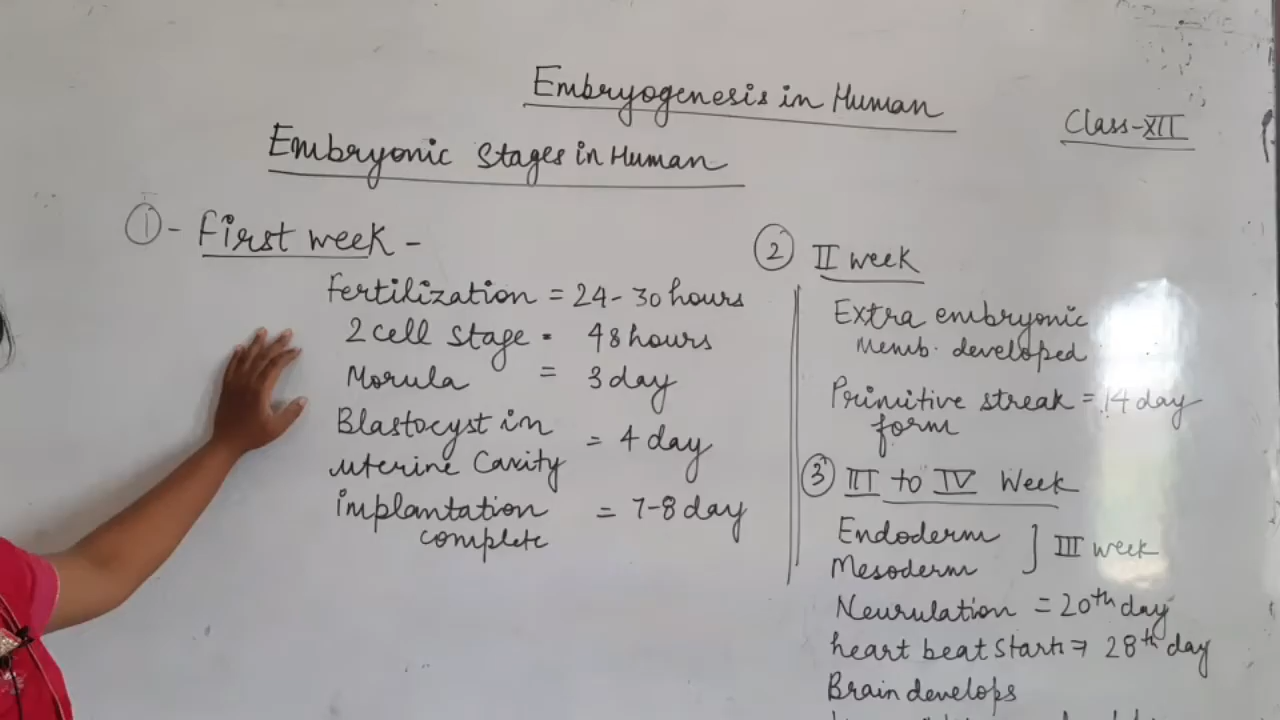 Embryogenesis in Human
Class-XII
Embryonic Stages in Human
① - First week -
Fertilization = 24-30 hours
2 cell stage = 48 hours
Morula = 3 day
Blastocyst in
uterine Cavity = 4 day
implantation = 7-8 day
complete
② II week
Extra embryonic
Memb. developed
Primitive streak = 14 day
form
③ III to IV Week
Endoderm
Mesoderm ] III week
Neurulation = 20th day
heart beat start ⇒ 28th day
Brain develops